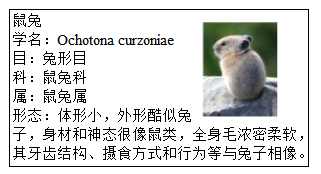 鼠兔
学名：Ochotona curzoniae
目：兔形目
科：鼠兔科
属：鼠兔属
形态：体形小，外形酷似兔
子，身材和神态很像鼠类，全身毛浓密柔软，
其牙齿结构、摄食方式和行为等与兔子相像。